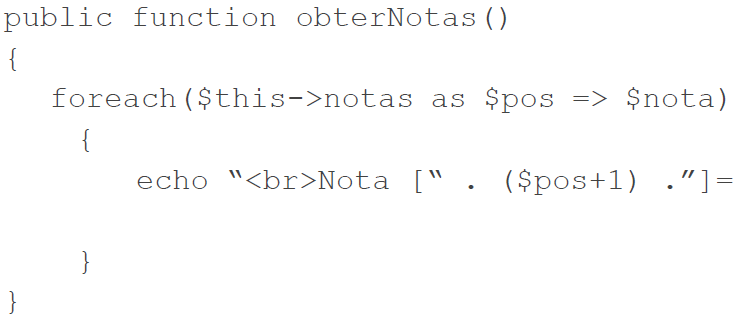 public function obterNotas()
{
foreach($this->notas as $pos => $nota)
{
echo “<br>Nota [“ . ($pos+1) .”]=
}
}